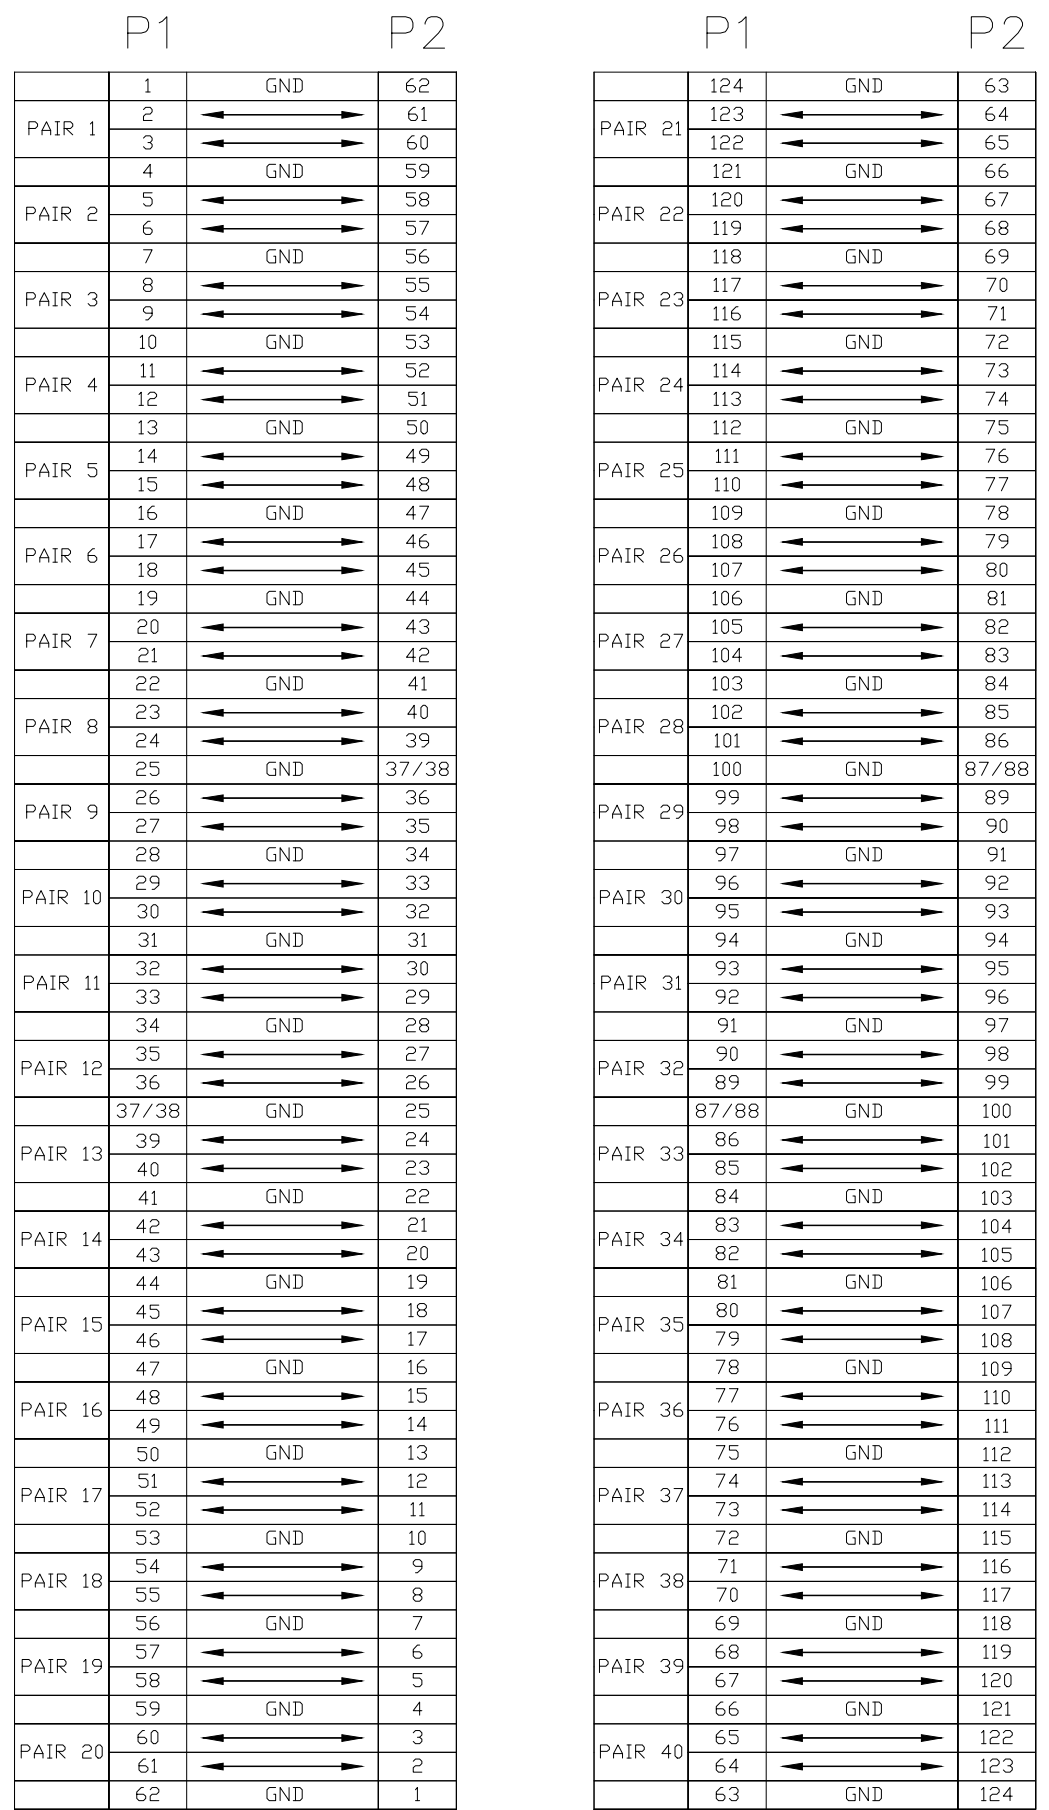 P1 P2
1 GND 62
PAIR 1
2 61
3 60
4 GND 59
PAIR 2
5 58
6 57
7 GND 56
PAIR 3
8 55
9 54
10 GND 53
PAIR 4
11 52
12 51
13 GND 50
PAIR 5
14 49
15 48
16 GND 47
PAIR 6
17 46
18 45
19 GND 44
PAIR 7
20 43
21 42
22 GND 41
PAIR 8
23 40
24 39
25 GND 37/38
PAIR 9
26 36
27 35
28 GND 34
PAIR 10
29 33
30 32
31 GND 31
PAIR 11
32 30
33 29
34 GND 28
PAIR 12
35 27
36 26
37/38 GND 25
PAIR 13
39 24
40 23
41 GND 22
PAIR 14
42 21
43 20
44 GND 19
PAIR 15
45 18
46 17
47 GND 16
PAIR 16
48 15
49 14
50 GND 13
PAIR 17
51 12
52 11
53 GND 10
PAIR 18
54 9
55 8
56 GND 7
PAIR 19
57 6
58 5
59 GND 4
PAIR 20
60 3
61 2
62 GND 1
P1 P2
124 GND 63
PAIR 21
123 64
122 65
121 GND 66
PAIR 22
120 67
119 68
118 GND 69
PAIR 23
117 70
116 71
115 GND 72
PAIR 24
114 73
113 74
112 GND 75
PAIR 25
111 76
110 77
109 GND 78
PAIR 26
108 79
107 80
106 GND 81
PAIR 27
105 82
104 83
103 GND 84
PAIR 28
102 85
101 86
100 GND 87/88
PAIR 29
99 89
98 90
97 GND 91
PAIR 30
96 92
95 93
94 GND 94
PAIR 31
93 95
92 96
91 GND 97
PAIR 32
90 98
89 99
87/88 GND 100
PAIR 33
86 101
85 102
84 GND 103
PAIR 34
83 104
82 105
81 GND 106
PAIR 35
80 107
79 108
78 GND 109
PAIR 36
77 110
76 111
75 GND 112
PAIR 37
74 113
73 114
72 GND 115
PAIR 38
71 116
70 117
69 GND 118
PAIR 39
68 119
67 120
66 GND 121
PAIR 40
65 122
64 123
63 GND 124